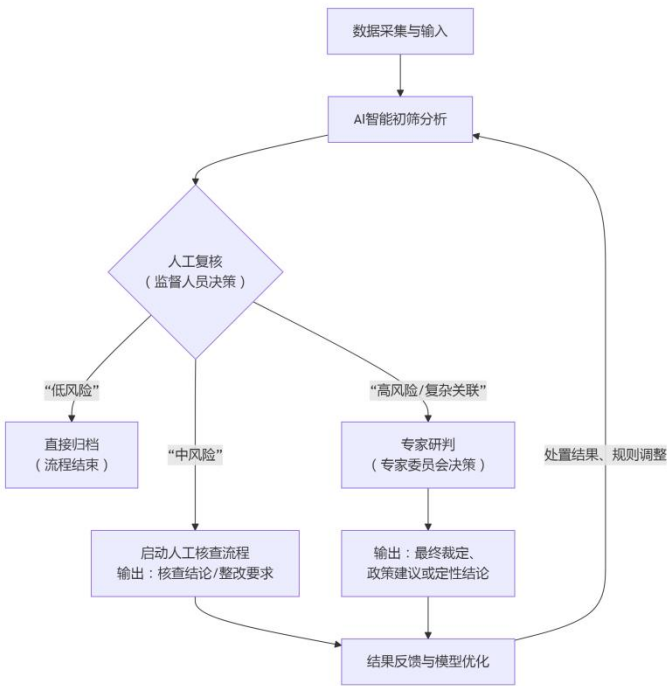 数据采集与输入
AI智能初筛分析
人工复核
（监督人员决策）
“低风险”
“高风险/复杂关联”
直接归档
（流程结束）
“中风险”
专家研判
（专家委员会决策）
处置结果、规则调整
启动人工核查流程
输出：核查结论/整改要求
输出：最终裁定、
政策建议或定性结论
结果反馈与模型优化